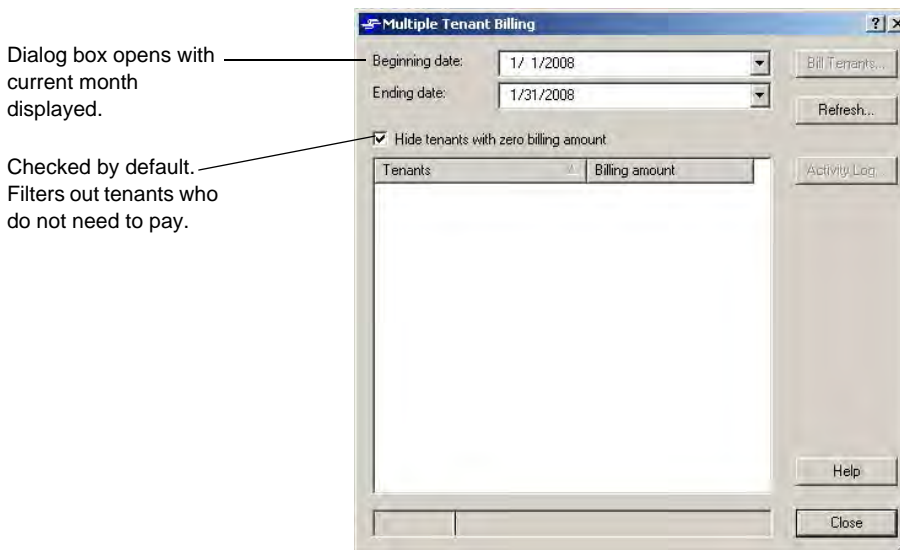 Multiple Tenant Billing
Dialog box opens with
current month
displayed.
Beginning date:
1/ 1/2008
Bill Tenants...
Ending date:
1/31/2008
Refresh...
Checked by default.
Filters out tenants who
do not need to pay.
Hide tenants with zero billing amount
Tenants
Billing amount
Activity Log
Help
Close